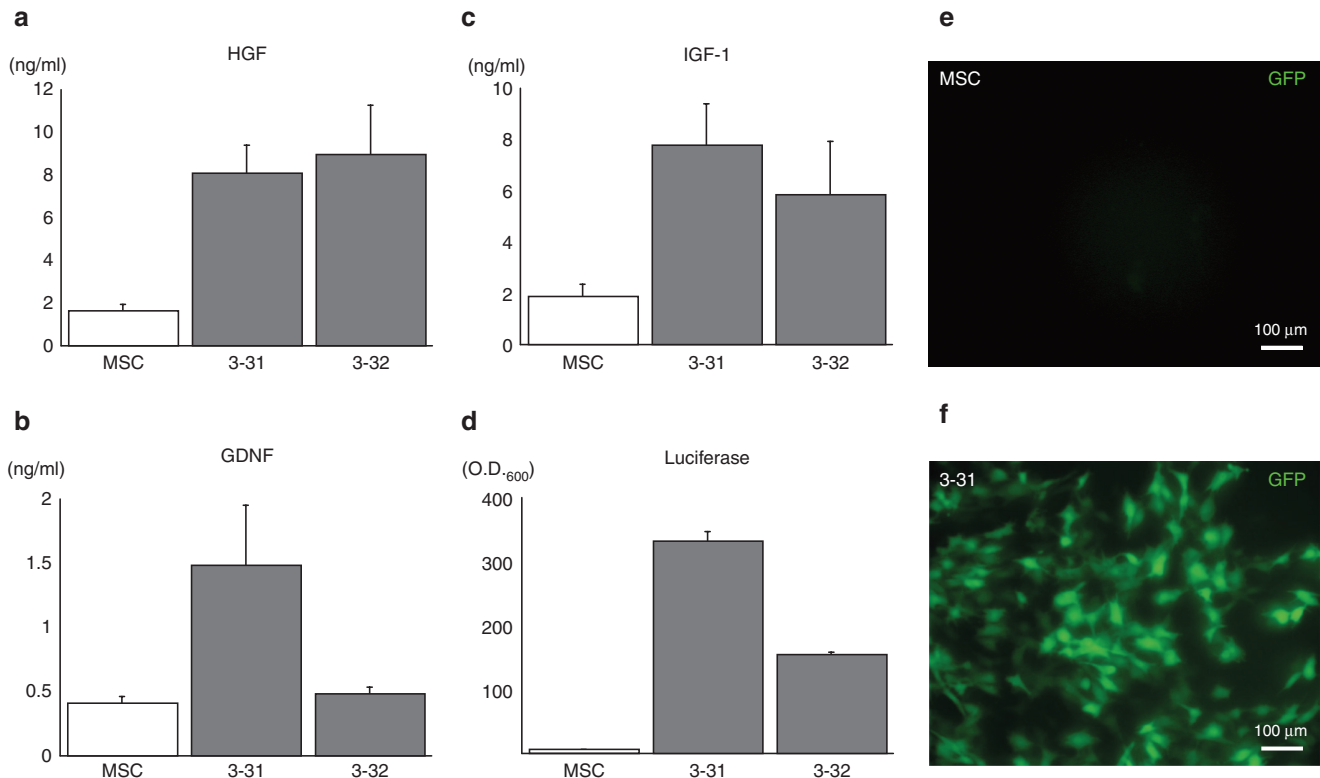 a
HGF
(ng/ml)
12
10
8
6
4
2
0
MSC 3-31 3-32
b
GDNF
(ng/ml)
2
1.5
1
0.5
0
MSC 3-31 3-32
c
IGF-1
(ng/ml)
10
8
6
4
2
0
MSC 3-31 3-32
d
Luciferase
(O.D.600)
400
300
200
100
MSC 3-31 3-32
e
MSC GFP
100 μm
f
3-31 GFP
100 μm